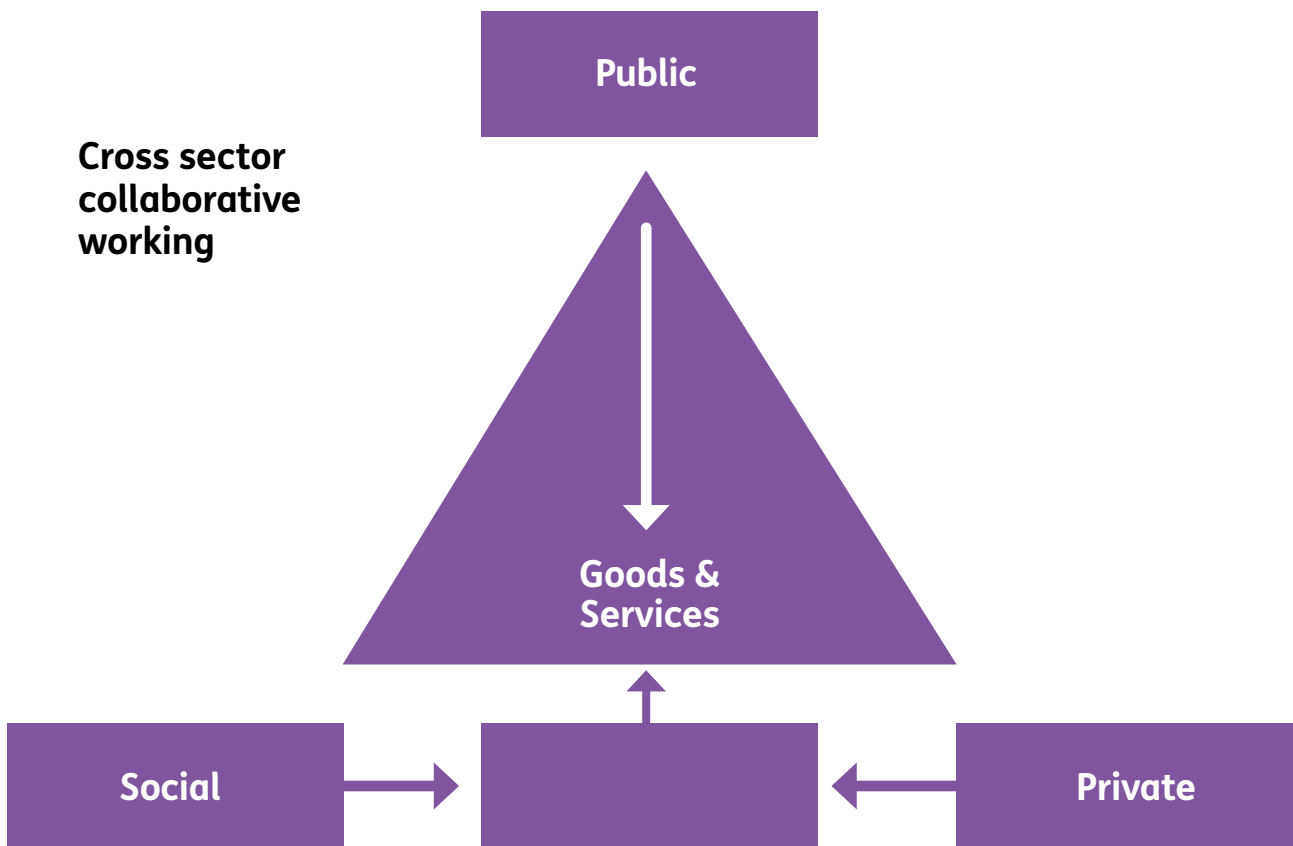 Public
Cross sector
collaborative
working
Goods &
Services
Social
Private